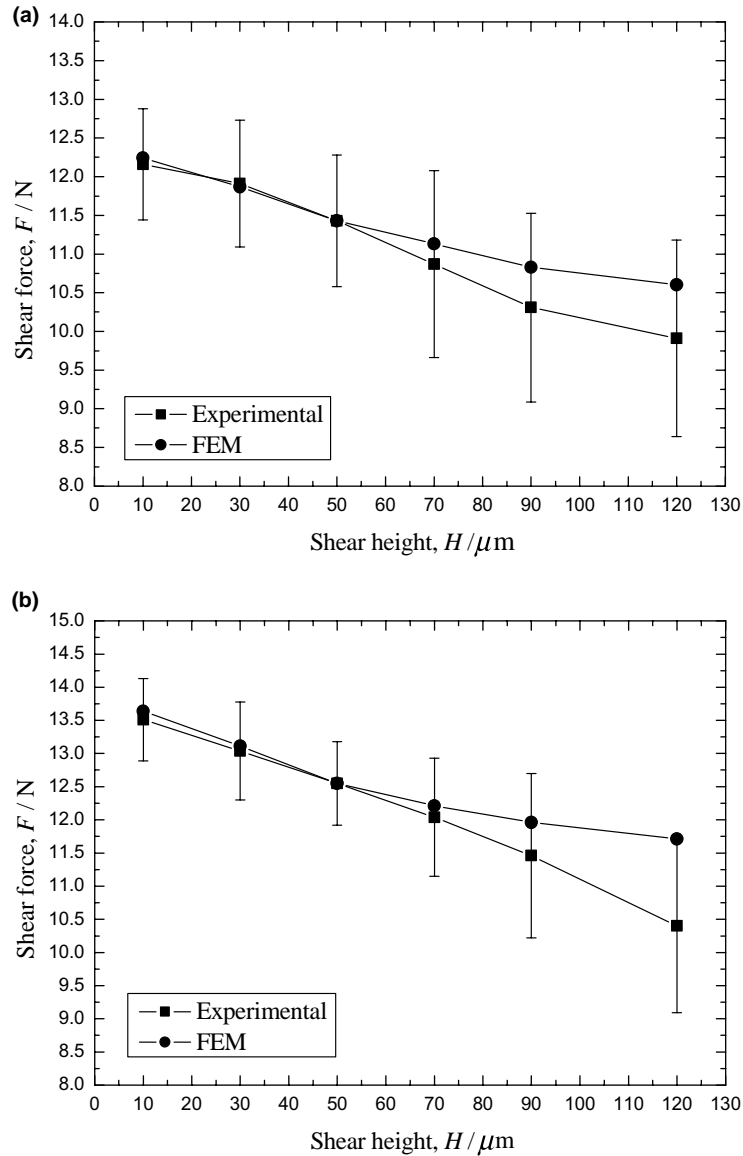 (a)
14.0
13.5
13.0
12.5
12.0
11.5
11.0
10.5
10.0
9.5
9.0
8.5
8.0
Shear force, F / N
Experimental
FEM
0 10 20 30 40 50 60 70 80 90 100 110 120 130
Shear height, H /μm
(b)
15.0
14.5
14.0
13.5
13.0
12.5
12.0
11.5
11.0
10.5
10.0
9.5
9.0
8.5
8.0
Shear force, F / N
Experimental
FEM
0 10 20 30 40 50 60 70 80 90 100 110 120 130
Shear height, H /μm